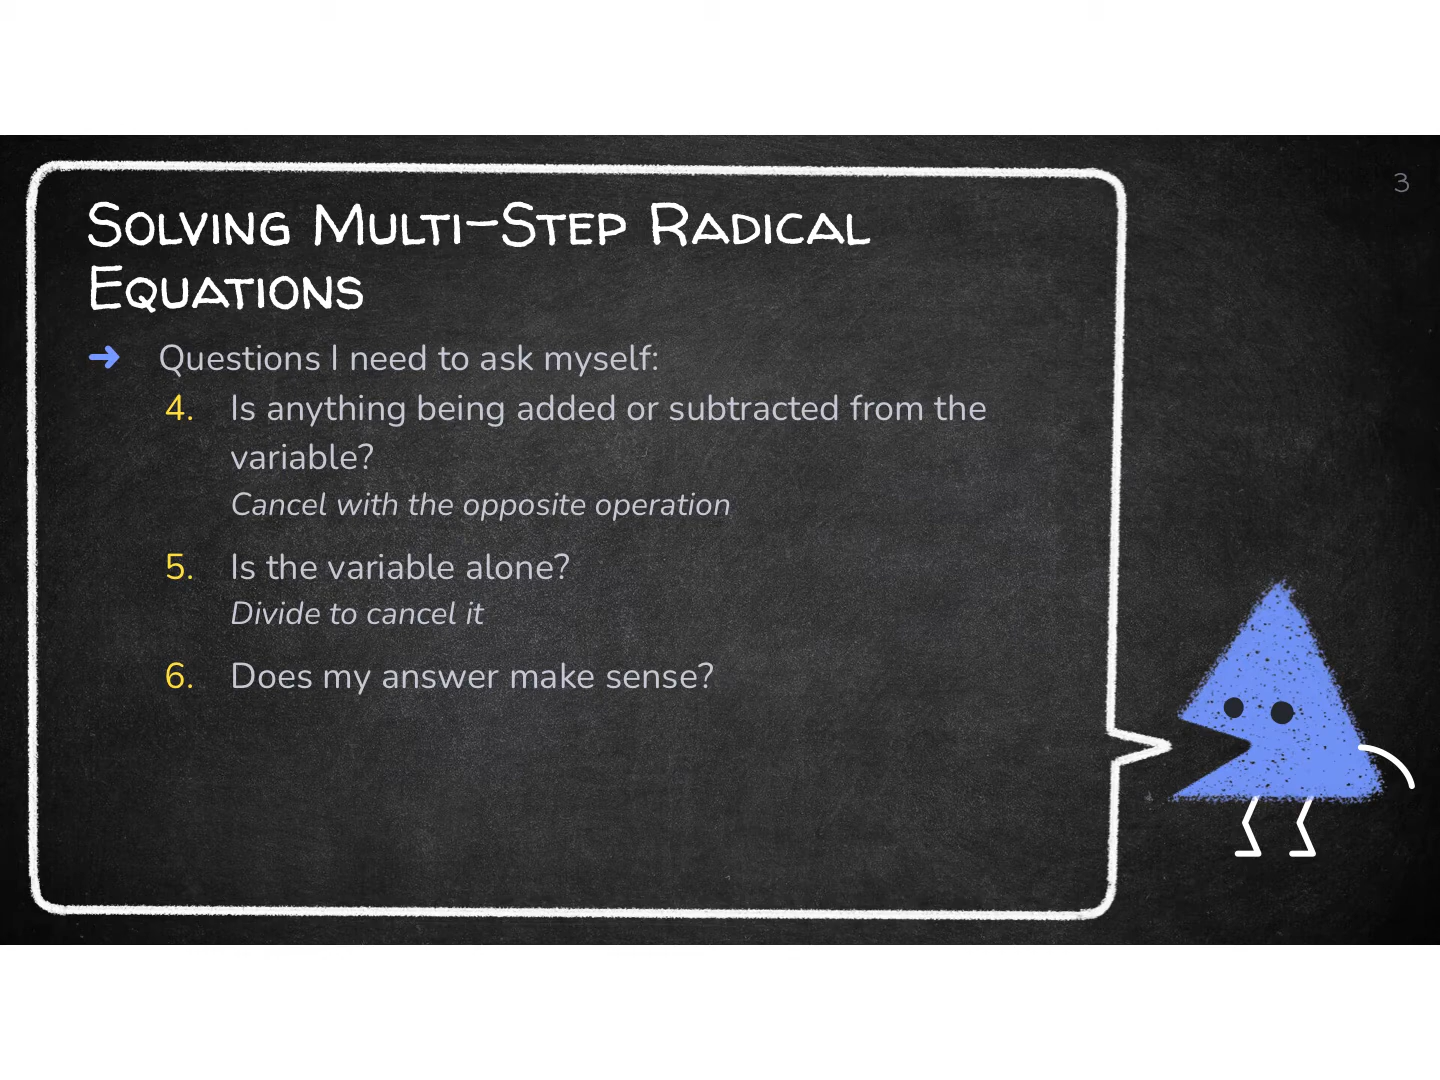 3
Solving Multi-Step Radical
Equations
➜ Questions I need to ask myself:
4. Is anything being added or subtracted from the
variable?
Cancel with the opposite operation
5. Is the variable alone?
Divide to cancel it
6. Does my answer make sense?